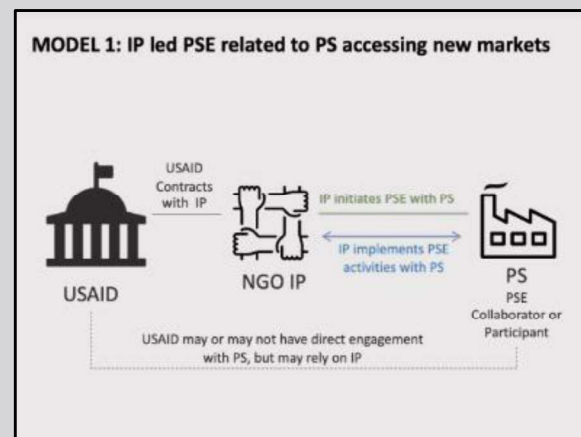 MODEL 1: IP led PSE related to PS accessing new markets
USAID
Contracts
with IP
IP initiates PSE with PS
IP implements PSE
activities with PS
USAID
NGO IP
PS
PSE
Collaborator or
Participant
USAID may or may not have direct engagement
with PS, but may rely on IP